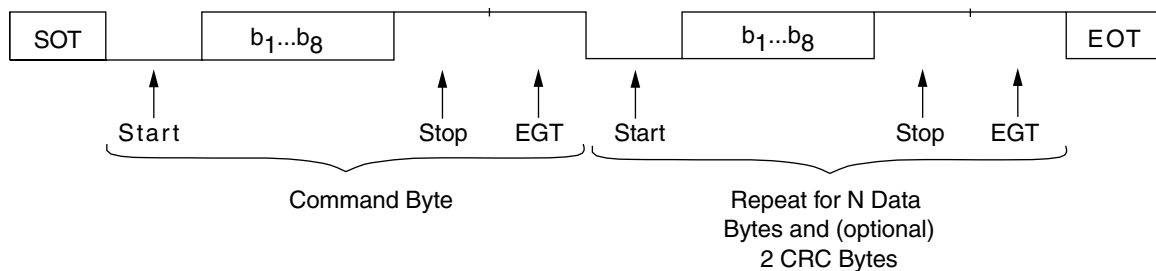 SOT b1...b8 b1...b8 EOT
Start Stop EGT Start Stop EGT
Command Byte Repeat for N Data
Bytes and (optional)
2 CRC Bytes